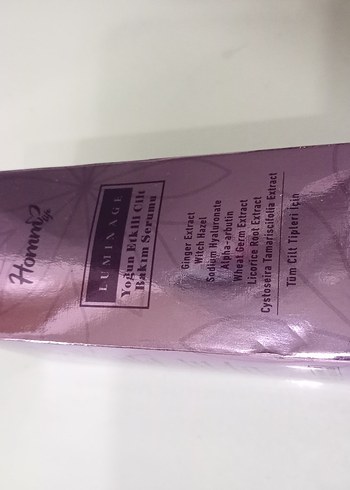 Hommi
LUMINAGE
Yoğun Etkili Cilt
Bakım Serumu
Ginger Extract
Witch Hazel
Sodium Hyaluronate
Alpha-arbutin
Wheat Germ Extract
Licorice Root Extract
Cystoseira Tamariscifolia Extract
Tüm Cilt Tipleri İçin